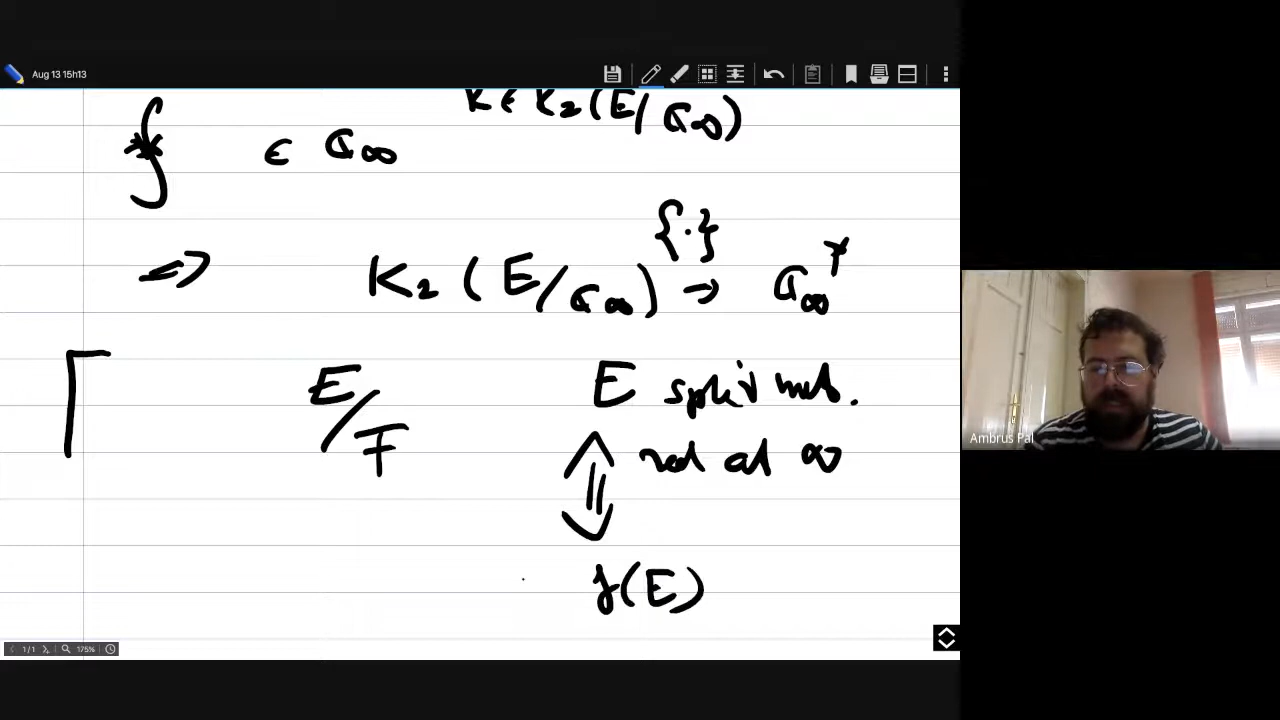 Aug 13 15h13
K ∈ K₂(E/ℂ∞)
∮ ∈ ℂ∞
⇒ K₂(E/ℂ∞) {·} → ℂ∞*
E/F E split mult.
red at ∞
⇕
j(E)
1/1 175%
Ambrus Pal